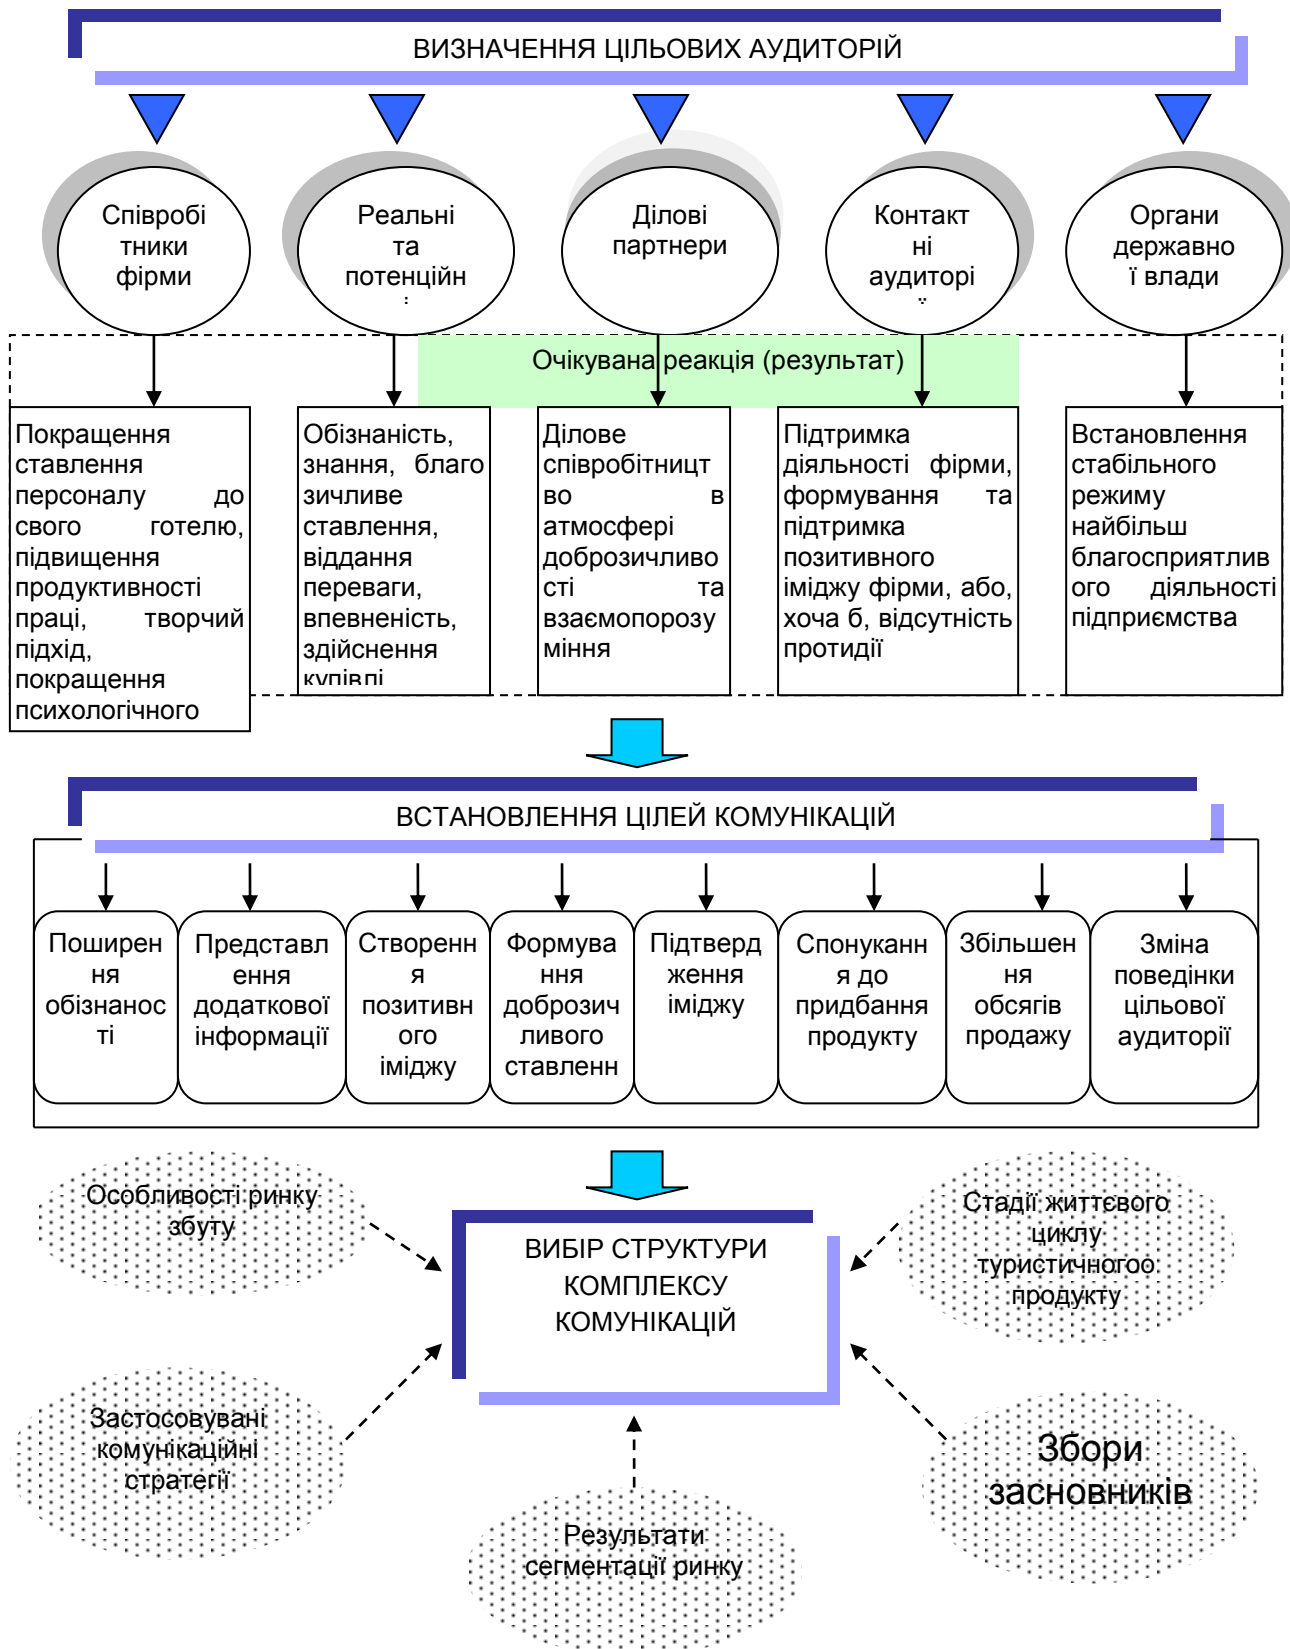 ВИЗНАЧЕННЯ ЦІЛЬОВИХ АУДИТОРІЙ
Співробі
тники
фірми
Реальні
та
потенційн
і
Ділові
партнери
Контакт
ні
аудиторі
ї
Органи
державно
ї влади
Очікувана реакція (результат)
Покращення
ставлення
персоналу до
свого готелю,
підвищення
продуктивності
праці, творчий
підхід,
покращення
психологічного
Обізнаність,
знання, благо
зичливе
ставлення,
віддання
переваги,
впевненість,
здійснення
купівлі
Ділове
співробітницт
во в
атмосфері
доброзичливо
сті та
взаємопорозу
міння
Підтримка
діяльності фірми,
формування та
підтримка
позитивного
іміджу фірми, або,
хоча б, відсутність
протидії
Встановлення
стабільного
режиму
найбільш
благосприятлив
ого діяльності
підприємства
ВСТАНОВЛЕННЯ ЦІЛЕЙ КОМУНІКАЦІЙ
Поширен
ня
обізнанос
ті
Представл
ення
додаткової
інформації
Створенн
я
позитивн
ого
іміджу
Формува
ння
доброзич
ливого
ставленн
Підтверд
ження
іміджу
Спонуканн
я до
придбання
продукту
Збільшен
ня
обсягів
продажу
Зміна
поведінки
цільової
аудиторії
Особливості ринку
збуту
Стадії життєвого
циклу
туристичногоо
продукту
ВИБІР СТРУКТУРИ
КОМПЛЕКСУ
КОМУНІКАЦІЙ
Застосовувані
комунікаційні
стратегії
Збори
засновників
Результати
сегментації ринку